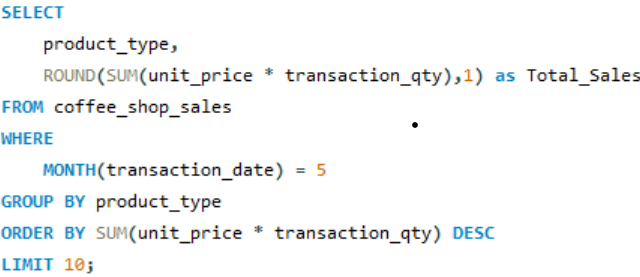 SELECT
    product_type,
    ROUND(SUM(unit_price * transaction_qty),1) as Total_Sales
FROM coffee_shop_sales
WHERE
    MONTH(transaction_date) = 5
GROUP BY product_type
ORDER BY SUM(unit_price * transaction_qty) DESC
LIMIT 10;